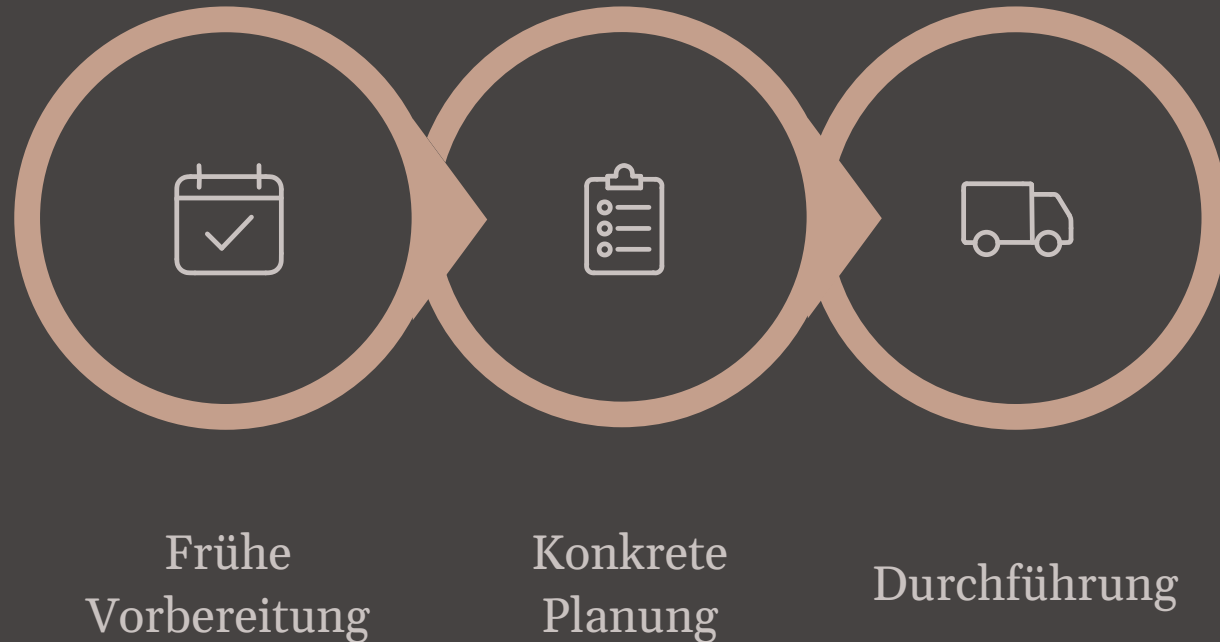 Frühe
Vorbereitung
Konkrete
Planung
Durchführung